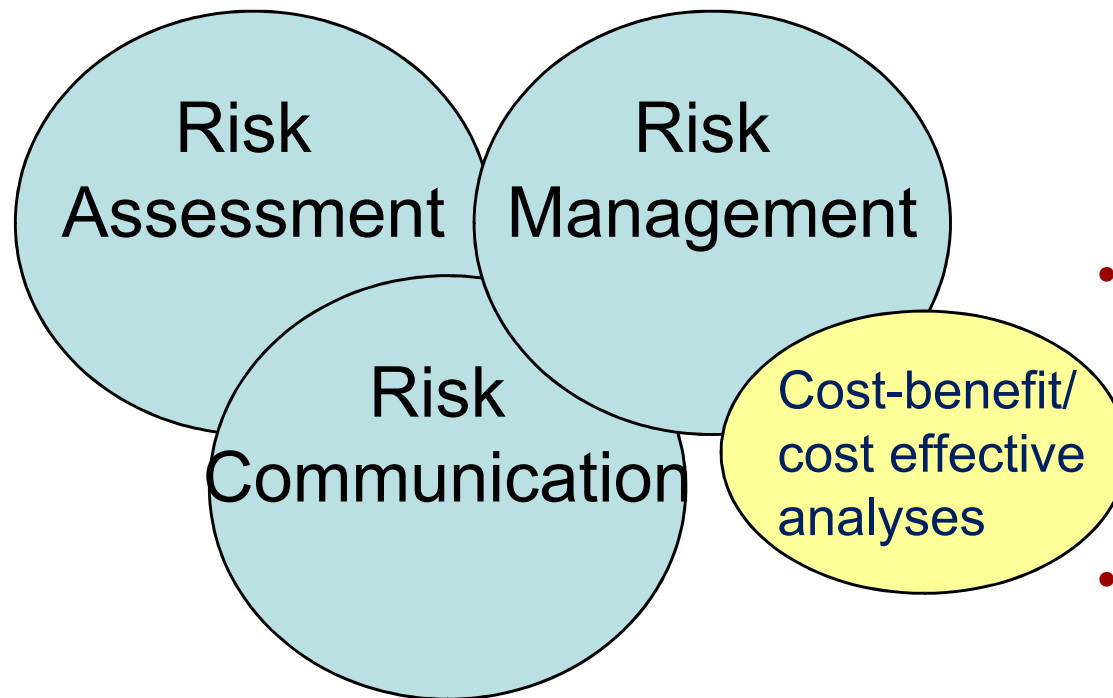 Risk
Assessment
Risk
Management
Risk
Communication
Cost-benefit/
cost effective
analyses
•
•